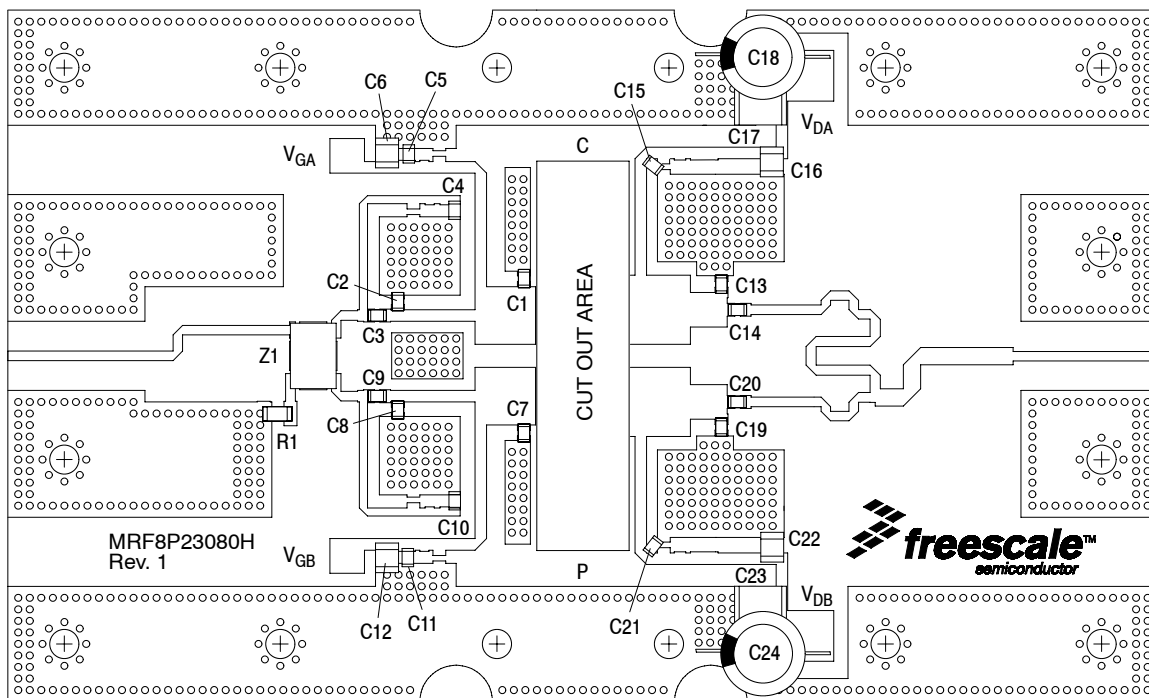 C18
C6
C5
C15
VGA
C
C17
VDA
C16
C4
C2
C1
C13
C3
C14
CUT OUT AREA
Z1
C9
C20
C8
C7
C19
R1
C10
MRF8P23080H
Rev. 1
VGB
P
C22
C23
freescale™
semiconductor
VDB
C12
C11
C21
C24